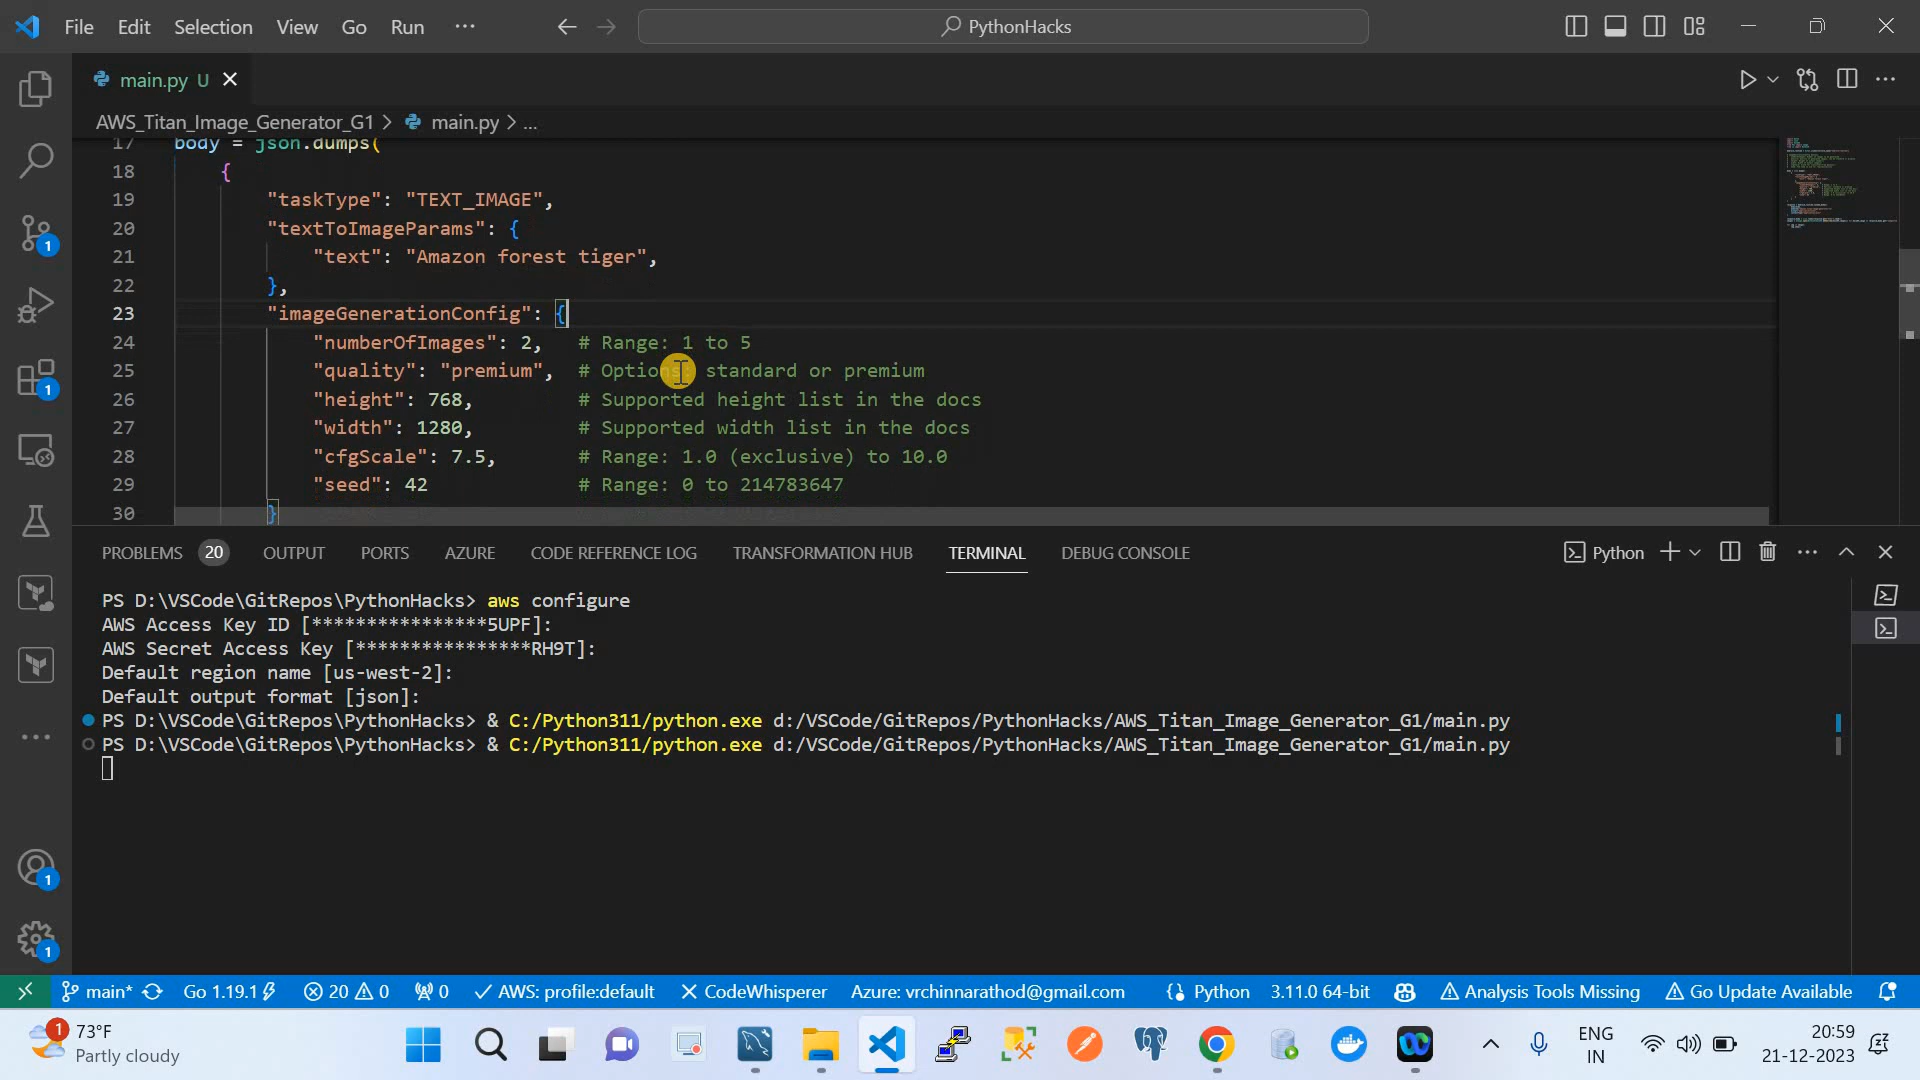 File Edit Selection View Go Run ···
PythonHacks
main.py U
AWS_Titan_Image_Generator_G1 > main.py > ...
17 body = json.dumps(
18 {
19 "taskType": "TEXT_IMAGE",
20 "textToImageParams": {
21 "text": "Amazon forest tiger",
22 },
23 "imageGenerationConfig": {
24 "numberOfImages": 2, # Range: 1 to 5
25 "quality": "premium", # Options: standard or premium
26 "height": 768, # Supported height list in the docs
27 "width": 1280, # Supported width list in the docs
28 "cfgScale": 7.5, # Range: 1.0 (exclusive) to 10.0
29 "seed": 42 # Range: 0 to 214783647
30 }
PROBLEMS 20 OUTPUT PORTS AZURE CODE REFERENCE LOG TRANSFORMATION HUB TERMINAL DEBUG CONSOLE Python
PS D:\VSCode\GitRepos\PythonHacks> aws configure
AWS Access Key ID [****************5UPF]:
AWS Secret Access Key [****************RH9T]:
Default region name [us-west-2]:
Default output format [json]:
PS D:\VSCode\GitRepos\PythonHacks> & C:/Python311/python.exe d:/VSCode/GitRepos/PythonHacks/AWS_Titan_Image_Generator_G1/main.py
PS D:\VSCode\GitRepos\PythonHacks> & C:/Python311/python.exe d:/VSCode/GitRepos/PythonHacks/AWS_Titan_Image_Generator_G1/main.py
1
1
1
1
main* Go 1.19.1 20 0 0 AWS: profile:default CodeWhisperer Azure: vrchinnarathod@gmail.com Python 3.11.0 64-bit Analysis Tools Missing Go Update Available
1 73°F
Partly cloudy
ENG
IN
20:59
21-12-2023